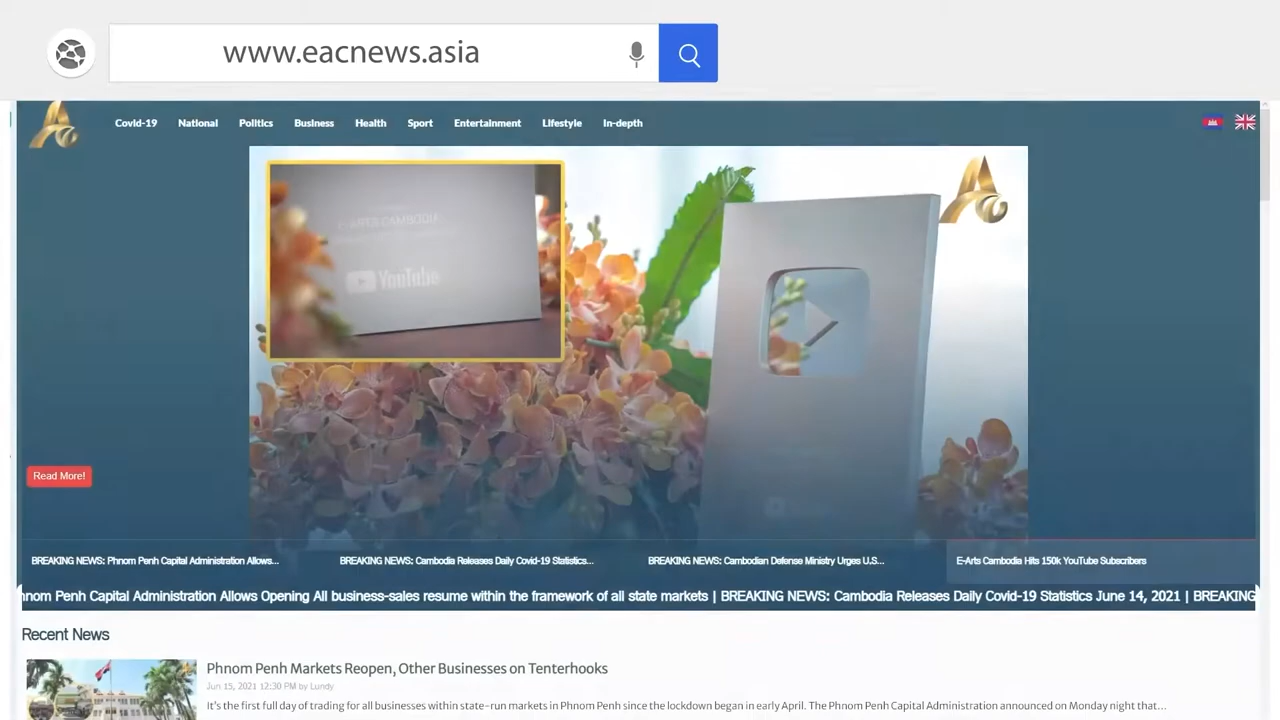 www.eacnews.asia
Covid-19 National Politics Business Health Sport Entertainment Lifestyle In-depth
E-ARTS CAMBODIA
YouTube
Read More!
BREAKING NEWS: Phnom Penh Capital Administration Allows... BREAKING NEWS: Cambodia Releases Daily Covid-19 Statistics... BREAKING NEWS: Cambodian Defense Ministry Urges U.S... E-Arts Cambodia Hits 150k YouTube Subscribers
nom Penh Capital Administration Allows Opening All business-sales resume within the framework of all state markets | BREAKING NEWS: Cambodia Releases Daily Covid-19 Statistics June 14, 2021 | BREAKING
Recent News
Phnom Penh Markets Reopen, Other Businesses on Tenterhooks
Jun 15, 2021 12:30 PM by Lundy
It's the first full day of trading for all businesses within state-run markets in Phnom Penh since the lockdown began in early April. The Phnom Penh Capital Administration announced on Monday night that...